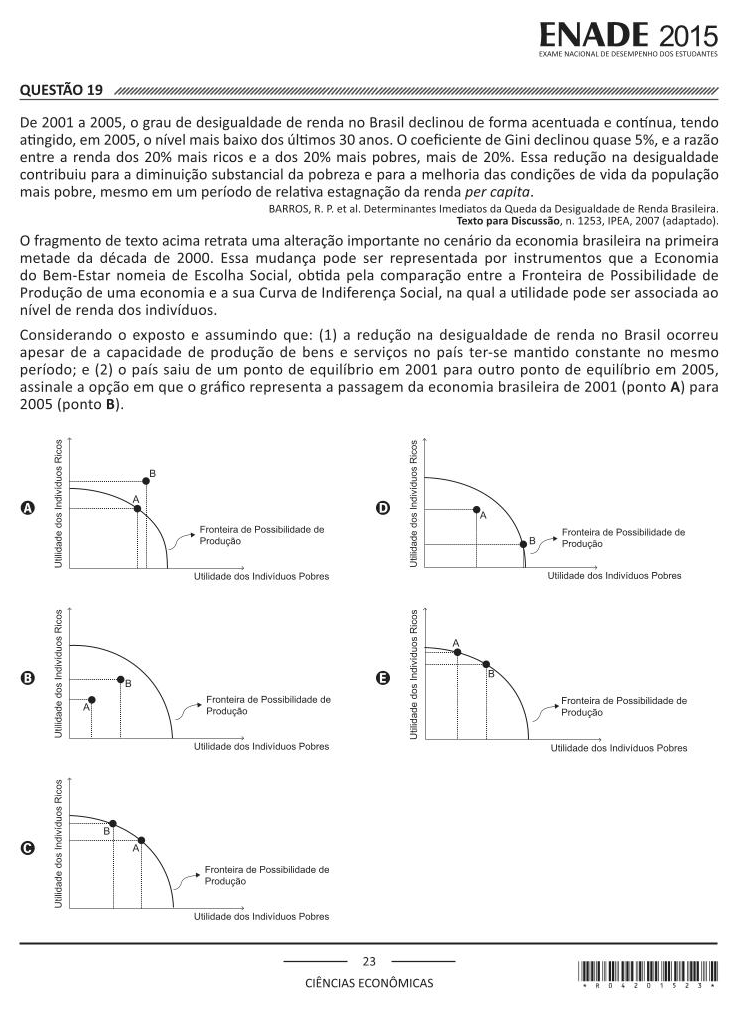 ENADE 2015
EXAME NACIONAL DE DESEMPENHO DOS ESTUDANTES
QUESTÃO 19
De 2001 a 2005, o grau de desigualdade de renda no Brasil declinou de forma acentuada e contínua, tendo
atingido, em 2005, o nível mais baixo dos últimos 30 anos. O coeficiente de Gini declinou quase 5%, e a razão
entre a renda dos 20% mais ricos e a dos 20% mais pobres, mais de 20%. Essa redução na desigualdade
contribuiu para a diminuição substancial da pobreza e para a melhoria das condições de vida da população
mais pobre, mesmo em um período de relativa estagnação da renda per capita.
BARROS, R. P. et al. Determinantes Imediatos da Queda da Desigualdade de Renda Brasileira.
Texto para Discussão, n. 1253, IPEA, 2007 (adaptado).
O fragmento de texto acima retrata uma alteração importante no cenário da economia brasileira na primeira
metade da década de 2000. Essa mudança pode ser representada por instrumentos que a Economia
do Bem-Estar nomeia de Escolha Social, obtida pela comparação entre a Fronteira de Possibilidade de
Produção de uma economia e a sua Curva de Indiferença Social, na qual a utilidade pode ser associada ao
nível de renda dos indivíduos.
Considerando o exposto e assumindo que: (1) a redução na desigualdade de renda no Brasil ocorreu
apesar de a capacidade de produção de bens e serviços no país ter-se mantido constante no mesmo
período; e (2) o país saiu de um ponto de equilíbrio em 2001 para outro ponto de equilíbrio em 2005,
assinale a opção em que o gráfico representa a passagem da economia brasileira de 2001 (ponto A) para
2005 (ponto B).
A
Utilidade dos Indivíduos Ricos
B
A
Fronteira de Possibilidade de
Produção
Utilidade dos Indivíduos Pobres
B
Utilidade dos Indivíduos Ricos
B
A
Fronteira de Possibilidade de
Produção
Utilidade dos Indivíduos Pobres
C
Utilidade dos Indivíduos Ricos
B
A
Fronteira de Possibilidade de
Produção
Utilidade dos Indivíduos Pobres
D
Utilidade dos Indivíduos Ricos
A
B
Fronteira de Possibilidade de
Produção
Utilidade dos Indivíduos Pobres
E
Utilidade dos Indivíduos Ricos
A
B
Fronteira de Possibilidade de
Produção
Utilidade dos Indivíduos Pobres
23
CIÊNCIAS ECONÔMICAS
* R 0 4 2 0 1 5 2 3 *